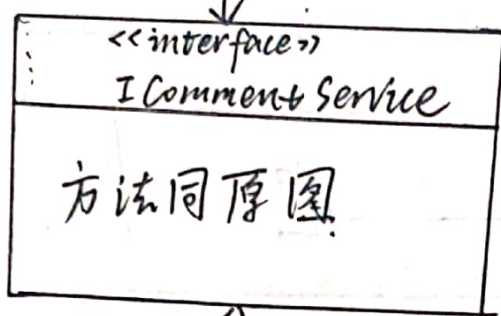 <<interface>>
ICommentService
方法同原图.